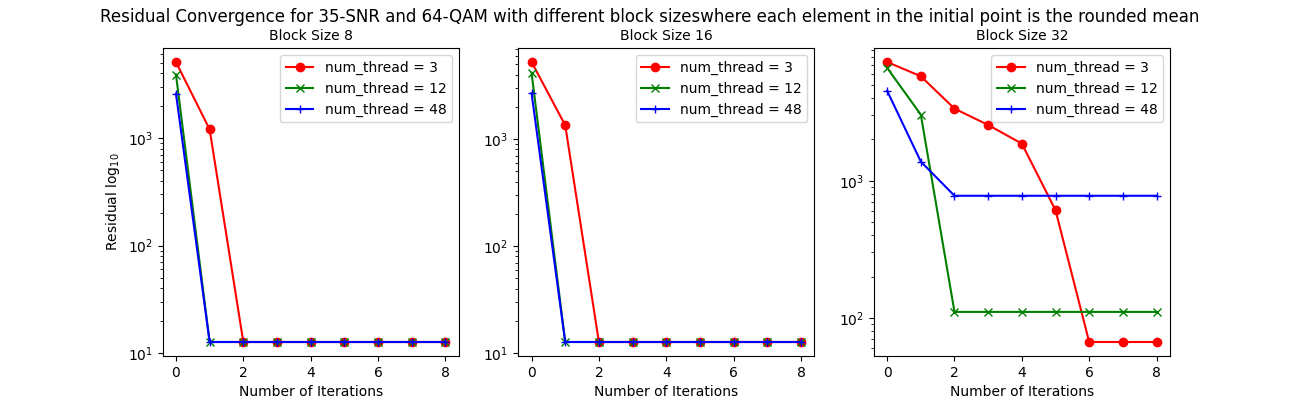 Residual Convergence for 35-SNR and 64-QAM with different block sizeswhere each element in the initial point is the rounded mean
Block Size 8
Residual log₁₀
10³
10²
10¹
num_thread = 3
num_thread = 12
num_thread = 48
0 2 4 6 8
Number of Iterations
Block Size 16
10³
10²
10¹
num_thread = 3
num_thread = 12
num_thread = 48
0 2 4 6 8
Number of Iterations
Block Size 32
10³
10²
num_thread = 3
num_thread = 12
num_thread = 48
0 2 4 6 8
Number of Iterations